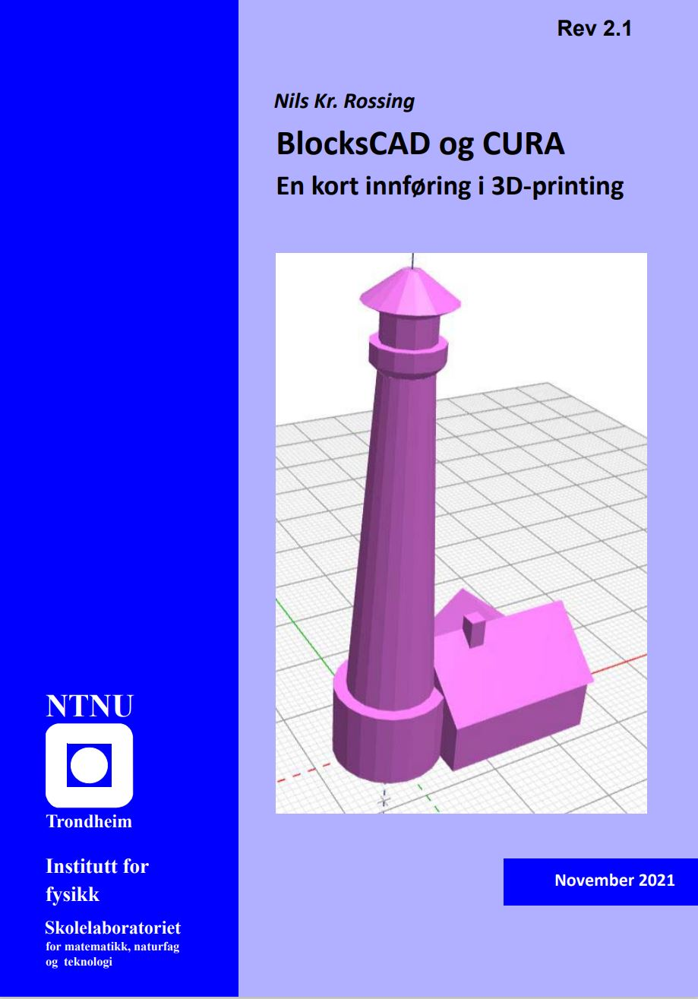 Rev 2.1
Nils Kr. Rossing
BlocksCAD og CURA
En kort innføring i 3D-printing
NTNU
Trondheim
Institutt for
fysikk
Skolelaboratoriet
for matematikk, naturfag
og teknologi
November 2021